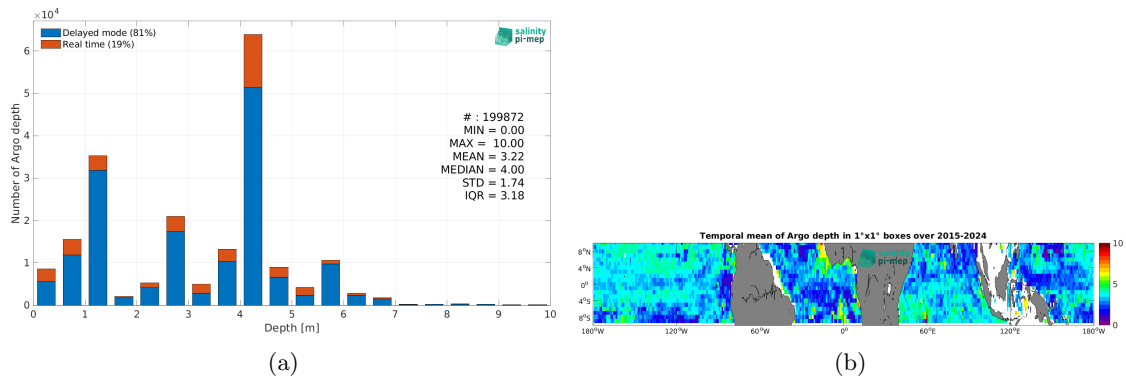 ×10⁴
Delayed mode (81%)
Real time (19%)
salinity
pi-mep
6
5
4
3
2
1
0
Number of Argo depth
# : 199872
MIN = 0.00
MAX = 10.00
MEAN = 3.22
MEDIAN = 4.00
STD = 1.74
IQR = 3.18
0 1 2 3 4 5 6 7 8 9 10
Depth [m]
(a)
Temporal mean of Argo depth in 1°x1° boxes over 2015-2024
salinity
pi-mep
8°N
4°N
0°
4°S
8°S
180°W 120°W 60°W 0° 60°E 120°E 180°E
10
5
0
(b)